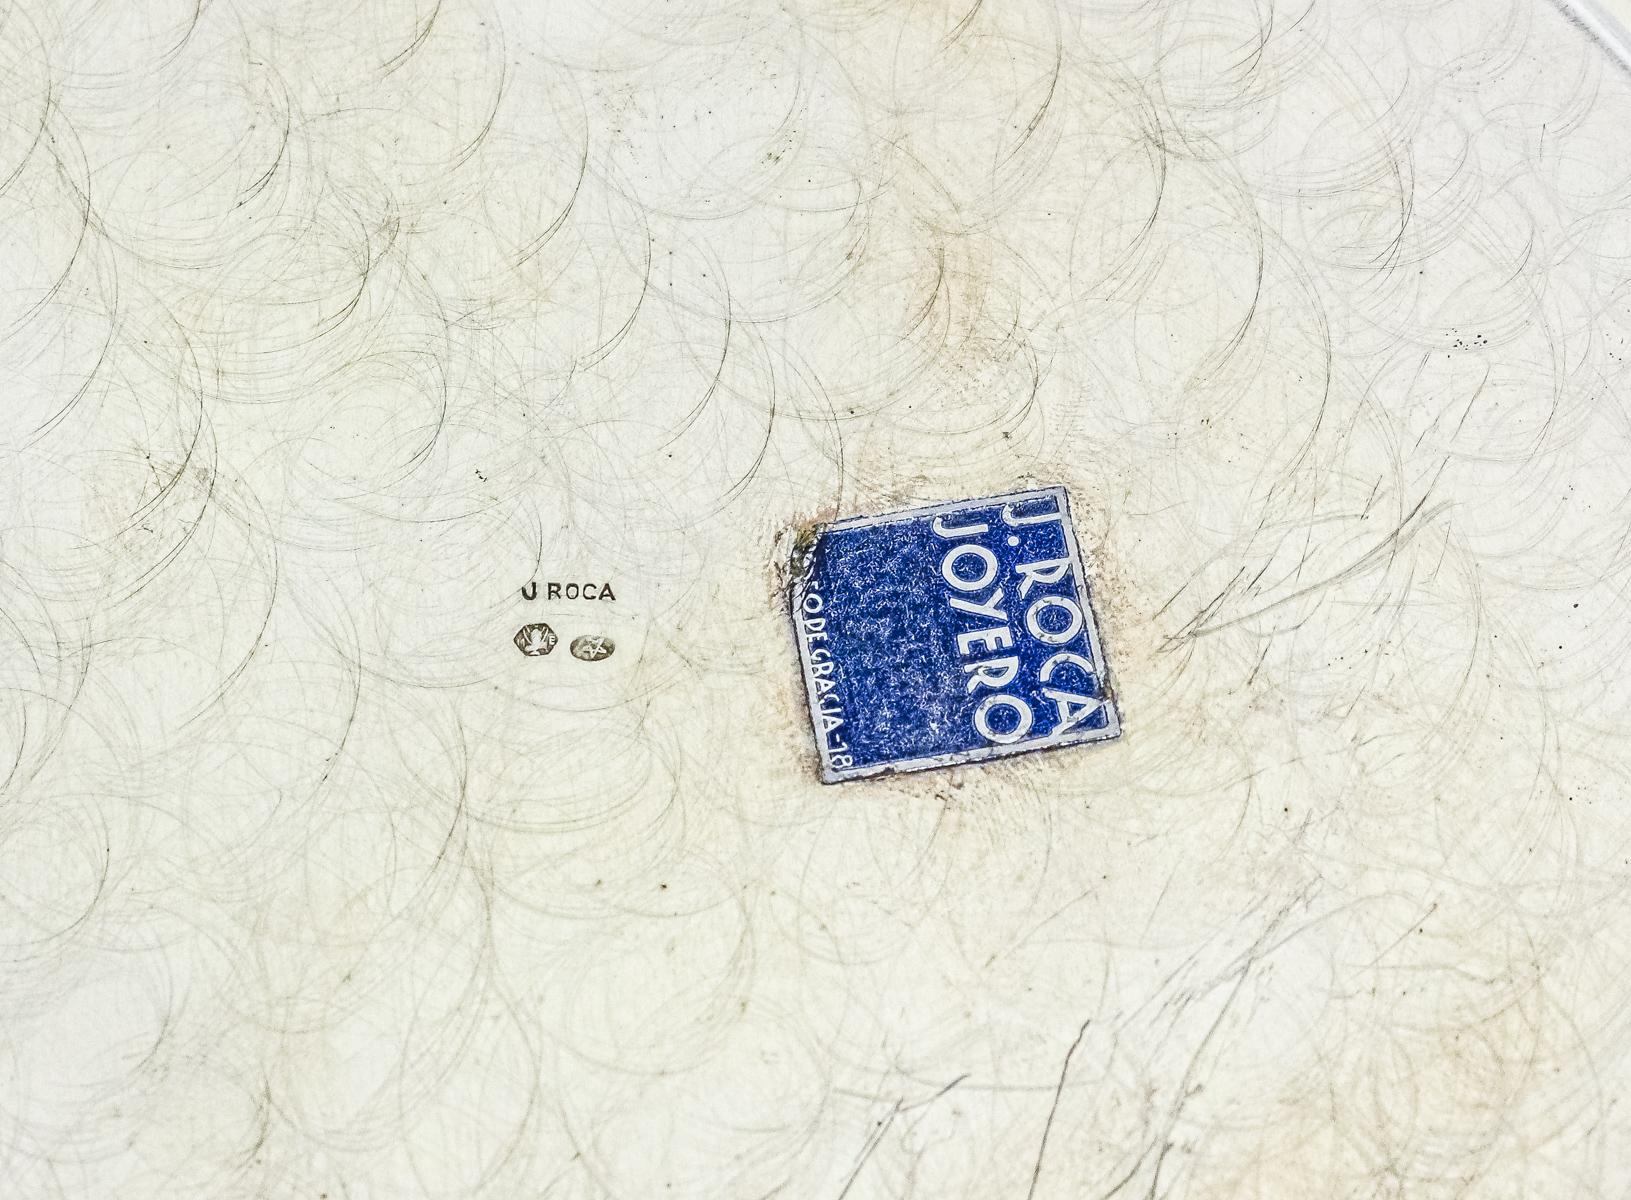 J ROCA
J. ROCA
JOYERO
O DE GRACIA-18